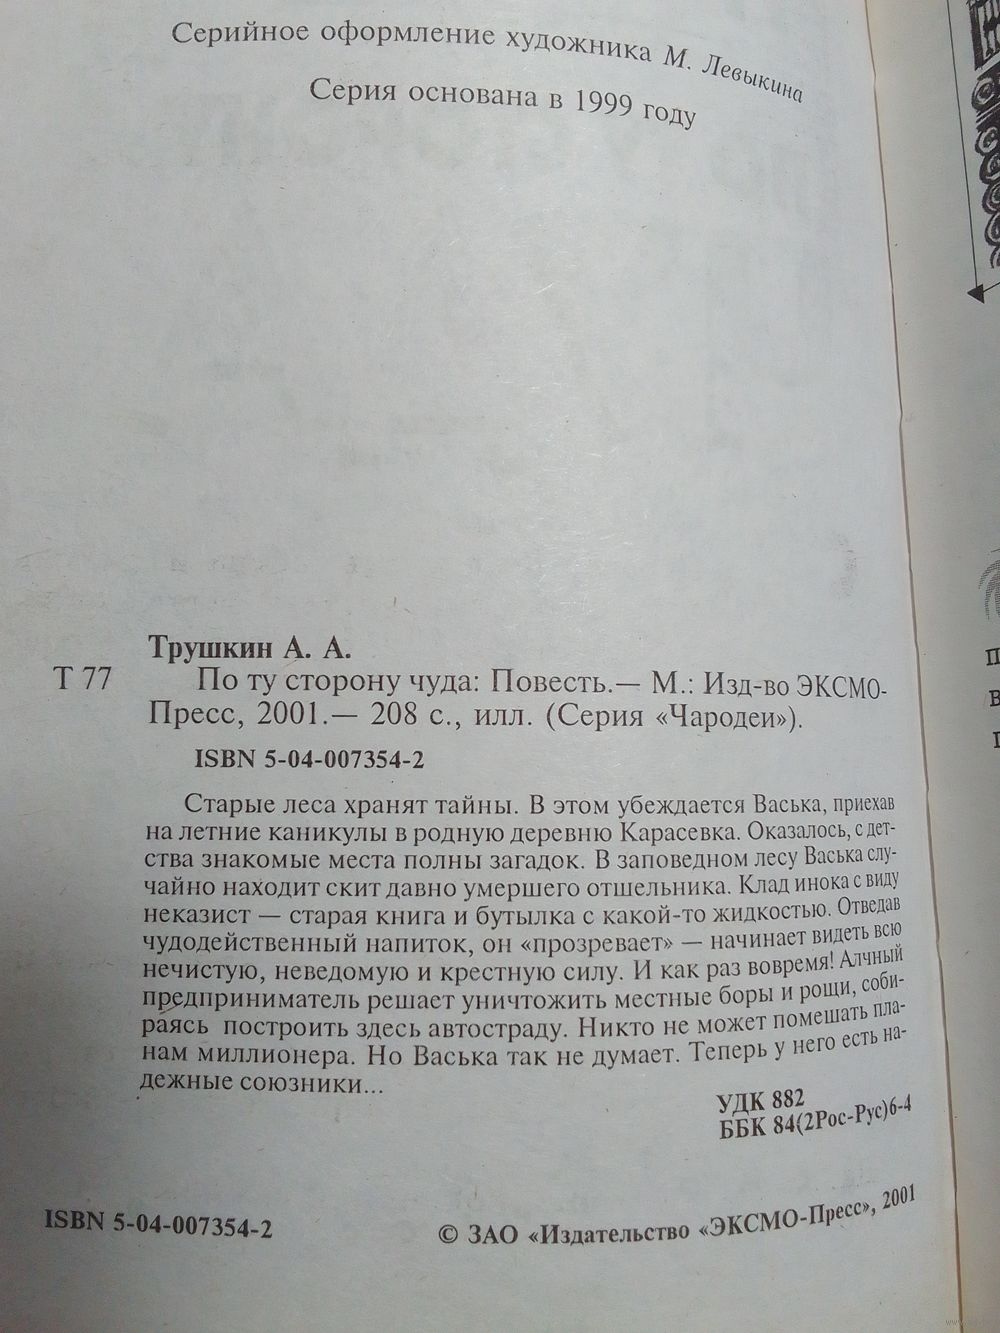 Серийное оформление художника М. Левыкина
Серия основана в 1999 году
Трушкин А. А.
Т 77
По ту сторону чуда: Повесть.— М.: Изд-во ЭКСМО-
Пресс, 2001.— 208 с., илл. (Серия «Чародеи»).
ISBN 5-04-007354-2
Старые леса хранят тайны. В этом убеждается Васька, приехав
на летние каникулы в родную деревню Карасевка. Оказалось, с дет-
ства знакомые места полны загадок. В заповедном лесу Васька слу-
чайно находит скит давно умершего отшельника. Клад инока с виду
неказист — старая книга и бутылка с какой-то жидкостью. Отведав
чудодейственный напиток, он «прозревает» — начинает видеть всю
нечистую, неведомую и крестную силу. И как раз вовремя! Алчный
предприниматель решает уничтожить местные боры и рощи, соби-
раясь построить здесь автостраду. Никто не может помешать пла-
нам миллионера. Но Васька так не думает. Теперь у него есть на-
дежные союзники...
УДК 882
ББК 84(2Рос-Рус)6-4
ISBN 5-04-007354-2
© ЗАО «Издательство «ЭКСМО-Пресс», 2001